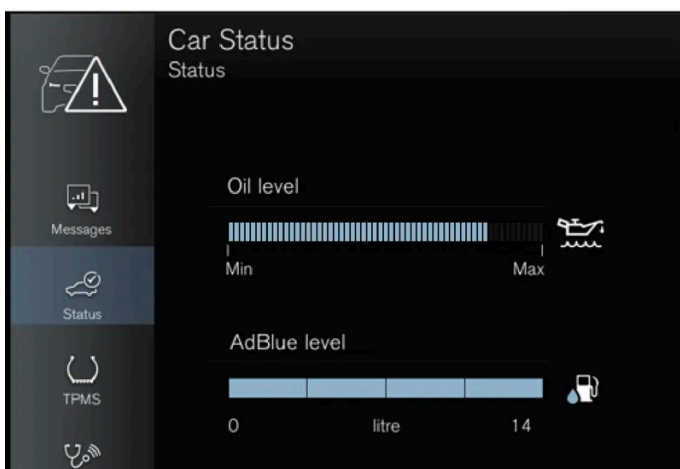 Car Status
Status
Messages
Status
TPMS
Oil level
Min Max
AdBlue level
0 litre 14